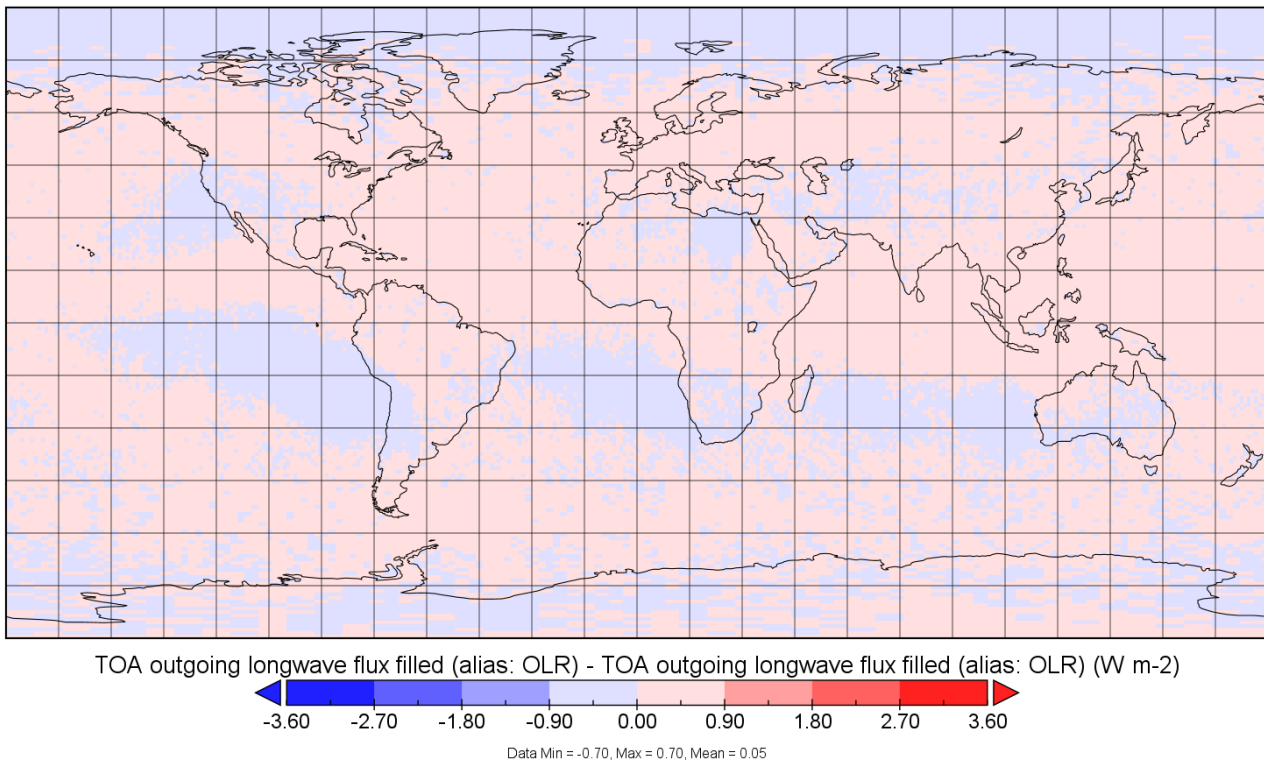 TOA outgoing longwave flux filled (alias: OLR) - TOA outgoing longwave flux filled (alias: OLR) (W m-2)
-3.60 -2.70 -1.80 -0.90 0.00 0.90 1.80 2.70 3.60
Data Min = -0.70, Max = 0.70, Mean = 0.05